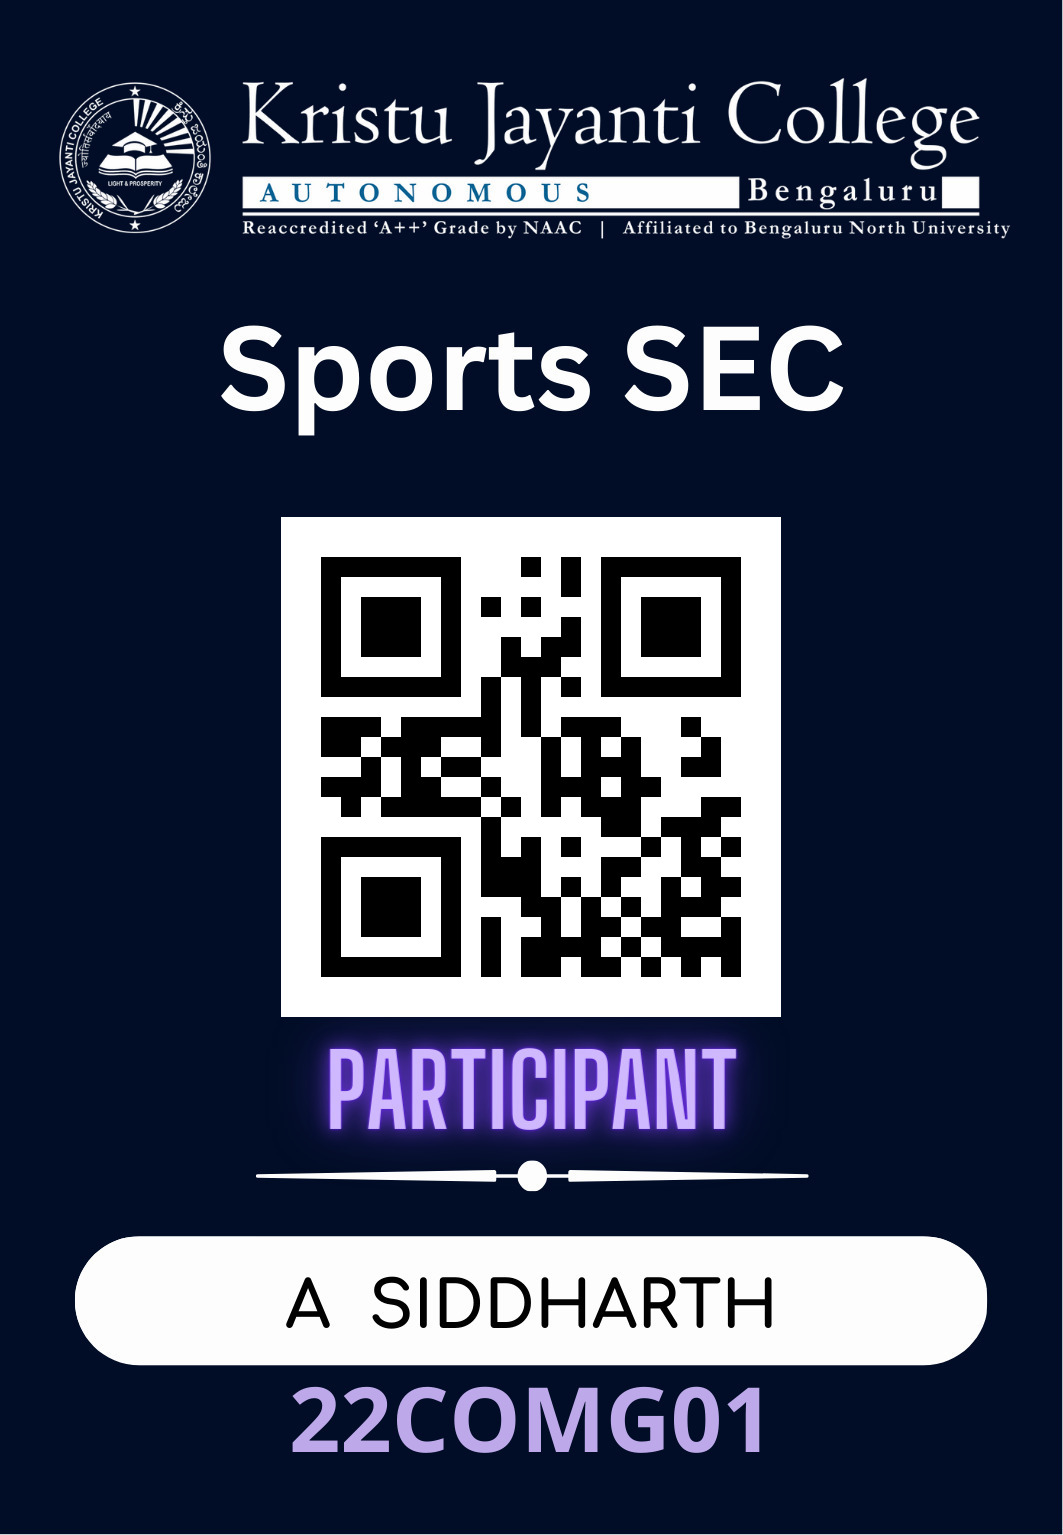 KRISTU JAYANTI COLLEGE
ಕ್ರಿಸ್ತು ಜಯಂತಿ ಕಾಲೇಜು
LIGHT & PROSPERITY
Kristu Jayanti College
AUTONOMOUS Bengaluru
Reaccredited ‘A++’ Grade by NAAC | Affiliated to Bengaluru North University
Sports SEC
PARTICIPANT
A SIDDHARTH
22COMG01